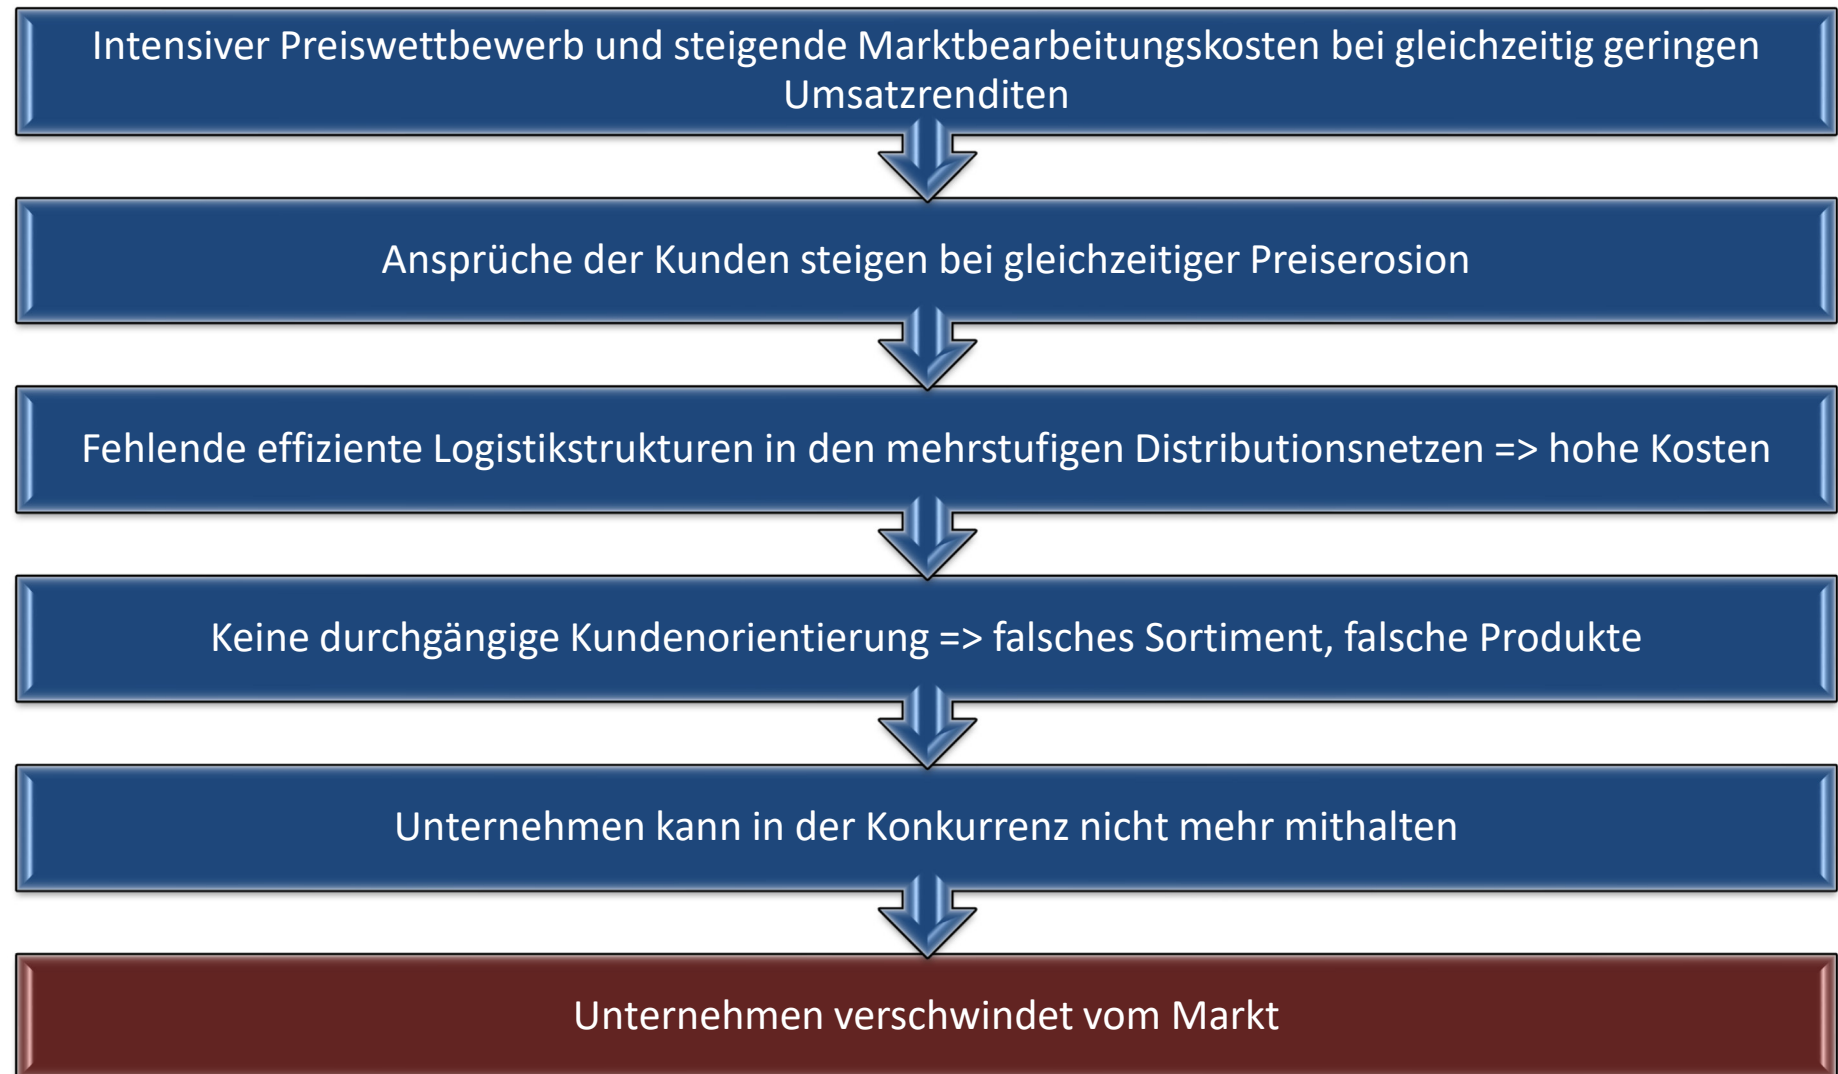 Intensiver Preiswettbewerb und steigende Marktbearbeitungskosten bei gleichzeitig geringen
Umsatzrenditen
Ansprüche der Kunden steigen bei gleichzeitiger Preiserosion
Fehlende effiziente Logistikstrukturen in den mehrstufigen Distributionsnetzen => hohe Kosten
Keine durchgängige Kundenorientierung => falsches Sortiment, falsche Produkte
Unternehmen kann in der Konkurrenz nicht mehr mithalten
Unternehmen verschwindet vom Markt